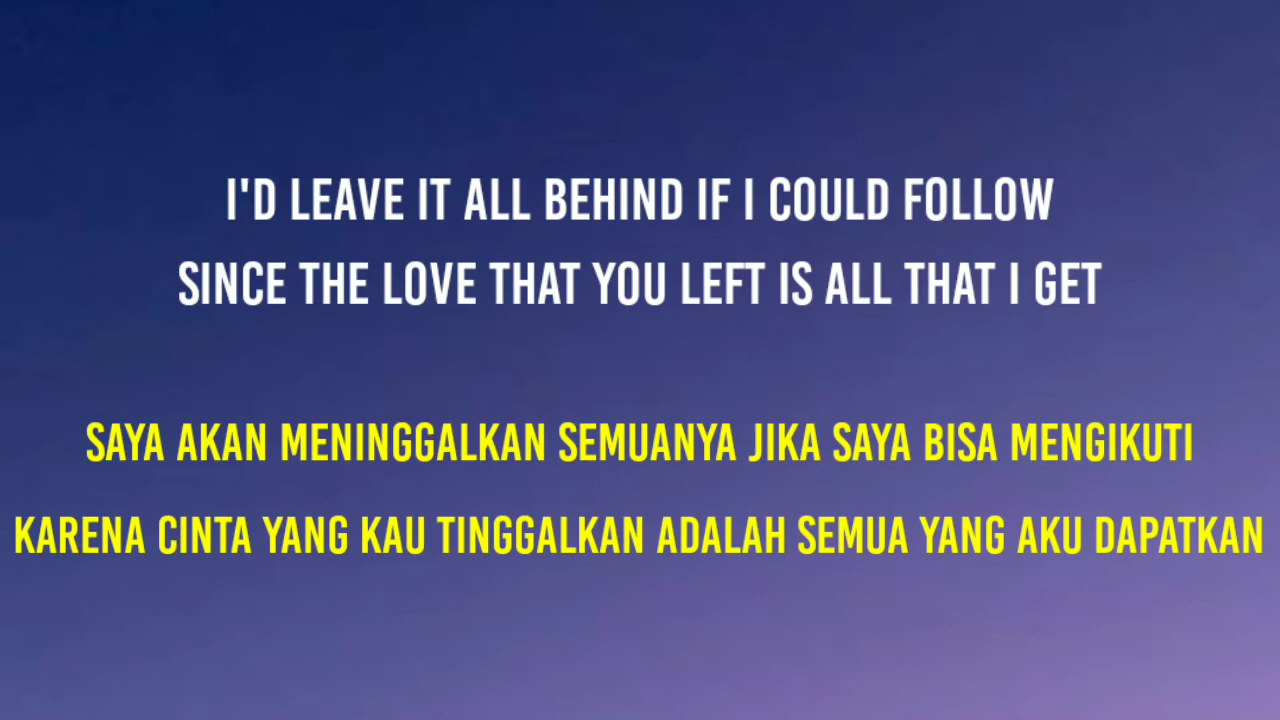 I'D LEAVE IT ALL BEHIND IF I COULD FOLLOW
SINCE THE LOVE THAT YOU LEFT IS ALL THAT I GET
SAYA AKAN MENINGGALKAN SEMUANYA JIKA SAYA BISA MENGIKUTI
KARENA CINTA YANG KAU TINGGALKAN ADALAH SEMUA YANG AKU DAPATKAN